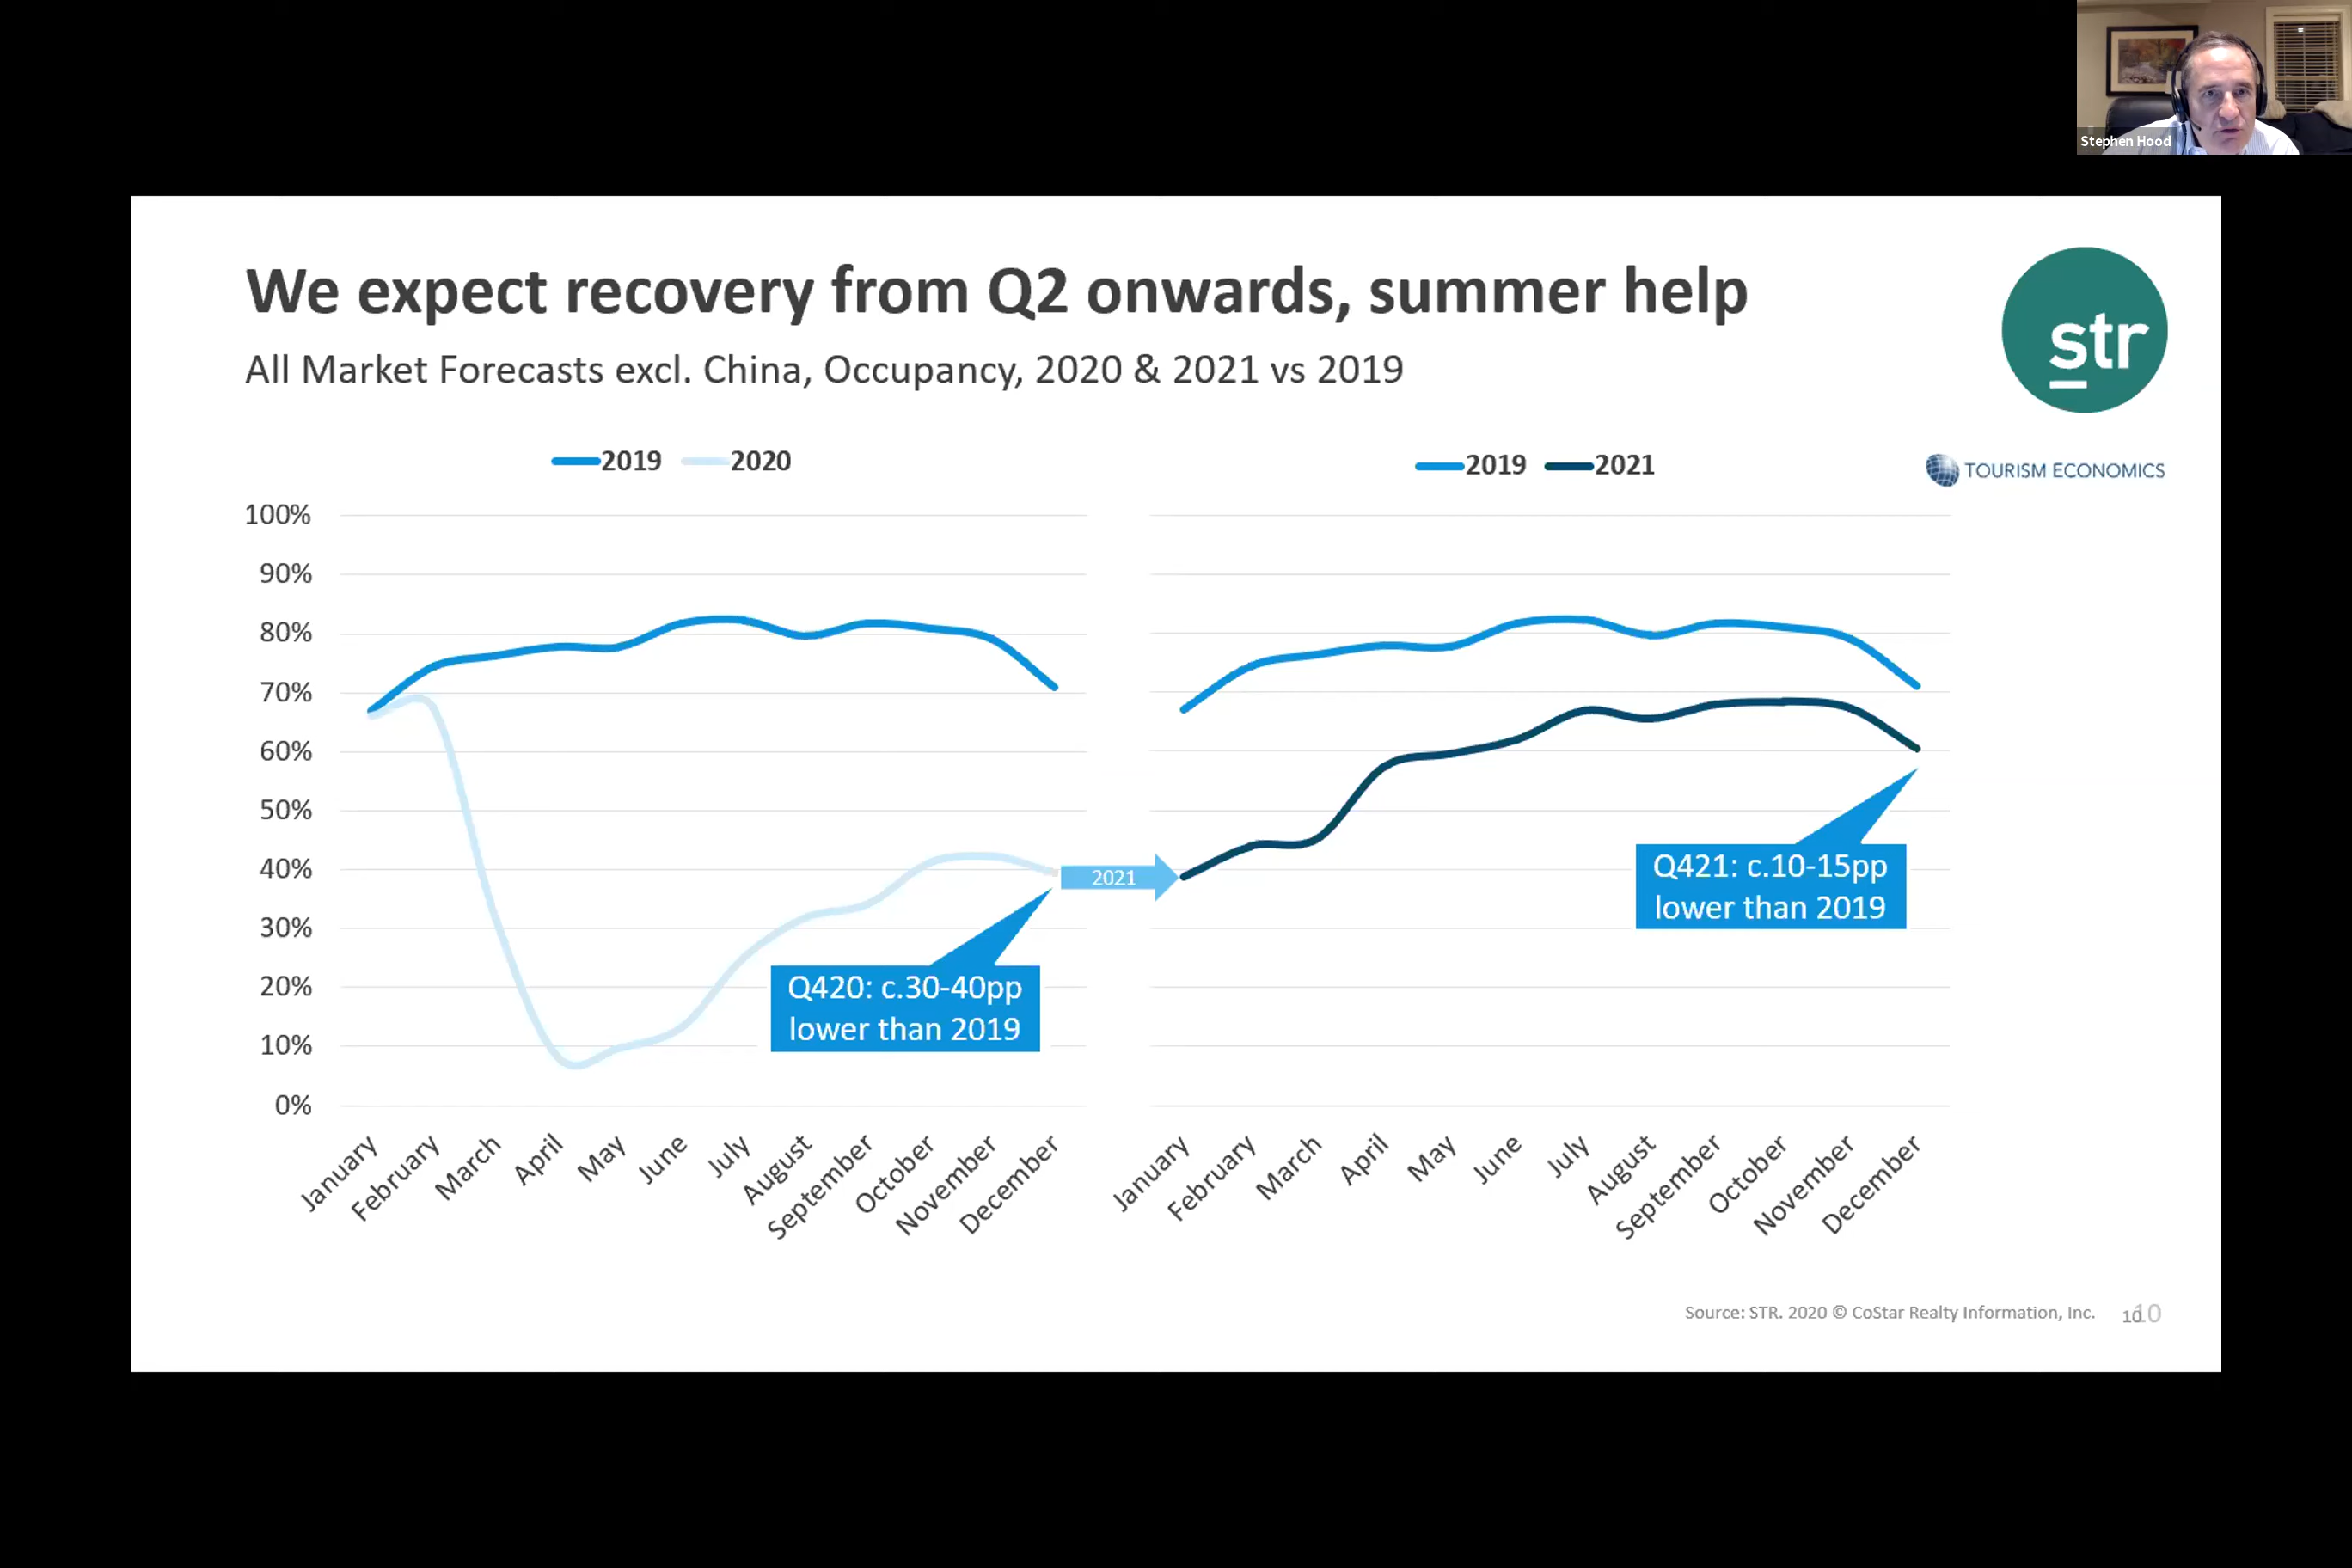 Stephen Hood
We expect recovery from Q2 onwards, summer help
All Market Forecasts excl. China, Occupancy, 2020 & 2021 vs 2019
str
TOURISM ECONOMICS
2019 2020
2019 2021
100%
90%
80%
70%
60%
50%
40%
30%
20%
10%
0%
2021
Q420: c.30-40pp
lower than 2019
Q421: c.10-15pp
lower than 2019
January
February
March
April
May
June
July
August
September
October
November
December
January
February
March
April
May
June
July
August
September
October
November
December
Source: STR. 2020 © CoStar Realty Information, Inc.
10
10